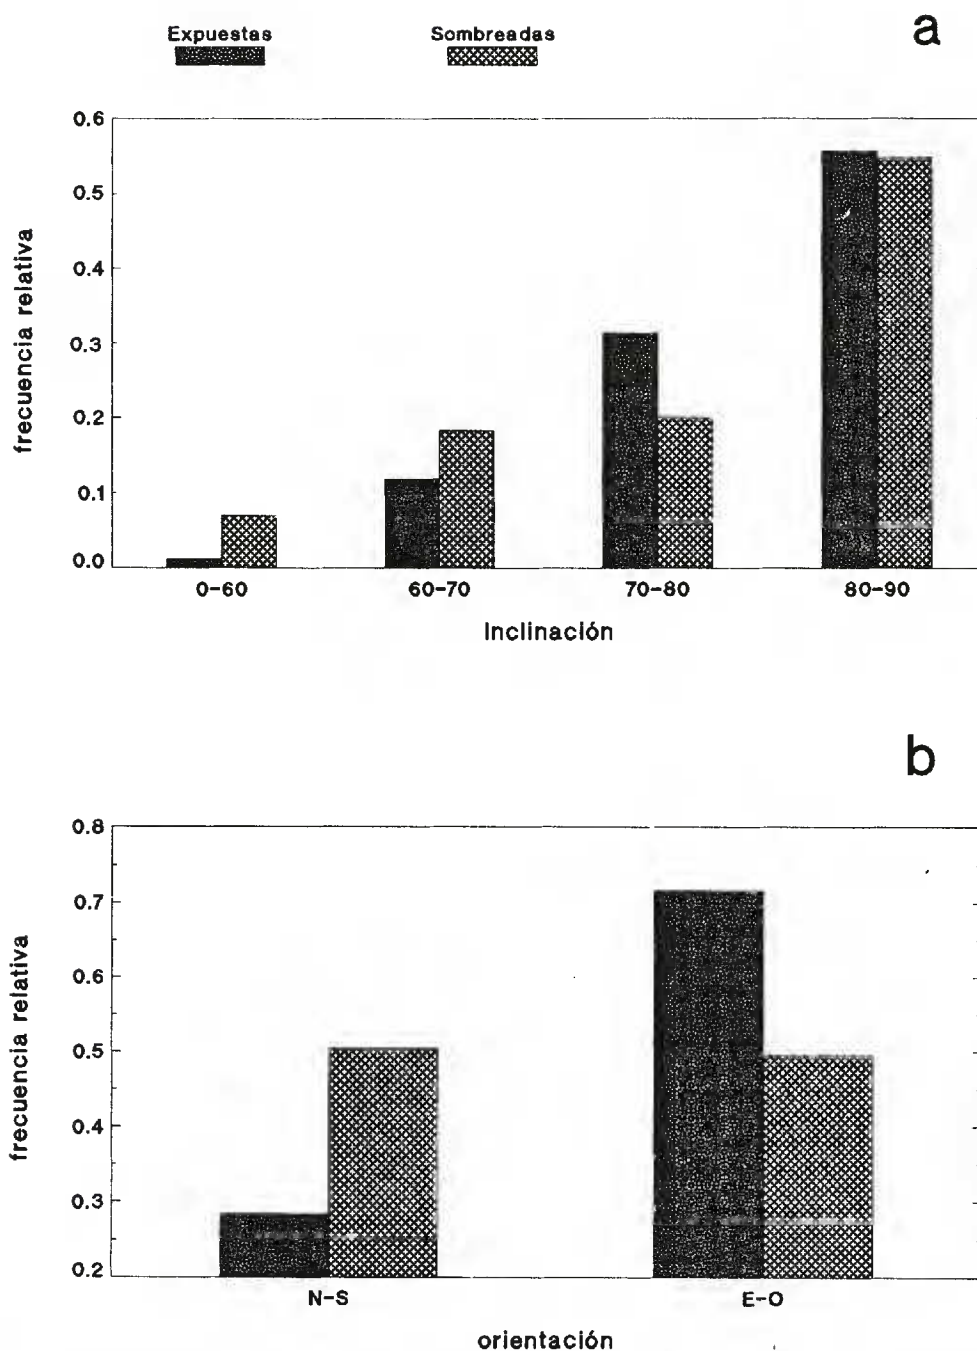 a
Expuestas Sombreadas
0.6
0.5
0.4
0.3
0.2
0.1
0.0
frecuencia relativa
0-60 60-70 70-80 80-90
Inclinación
b
0.8
0.7
0.6
0.5
0.4
0.3
0.2
frecuencia relativa
N-S E-O
orientación